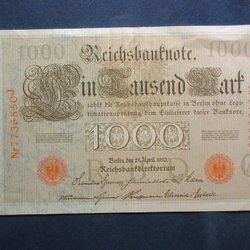 1000 1000
Reichsbanknote.
Ein Tausend Mark
zahlt die Reichsbankhauptkasse in Berlin ohne Legi-
timationsprüfung dem Einlieferer dieser Banknote.
1000
Berlin, den 21. April 1910.
Reichsbankdirektorium